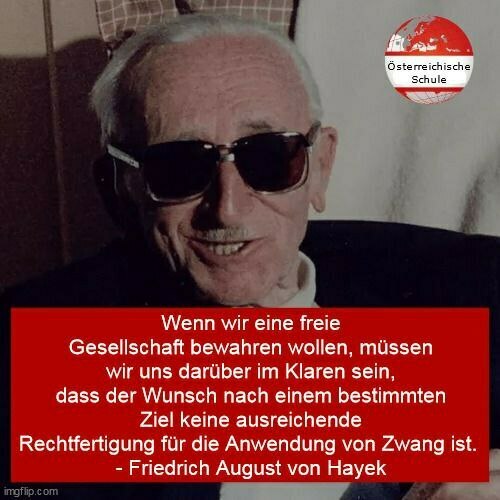 Österreichische
Schule
Wenn wir eine freie
Gesellschaft bewahren wollen, müssen
wir uns darüber im Klaren sein,
dass der Wunsch nach einem bestimmten
Ziel keine ausreichende
Rechtfertigung für die Anwendung von Zwang ist.
- Friedrich August von Hayek
imgflip.com